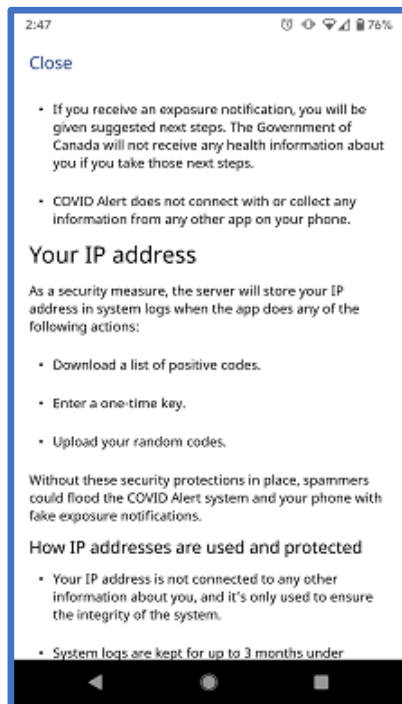 2:47 76%
Close
• If you receive an exposure notification, you will be
given suggested next steps. The Government of
Canada will not receive any health information about
you if you take those next steps.
• COVID Alert does not connect with or collect any
information from any other app on your phone.
Your IP address
As a security measure, the server will store your IP
address in system logs when the app does any of the
following actions:
• Download a list of positive codes.
• Enter a one-time key.
• Upload your random codes.
Without these security protections in place, spammers
could flood the COVID Alert system and your phone with
fake exposure notifications.
How IP addresses are used and protected
• Your IP address is not connected to any other
information about you, and it's only used to ensure
the integrity of the system.
• System logs are kept for up to 3 months under